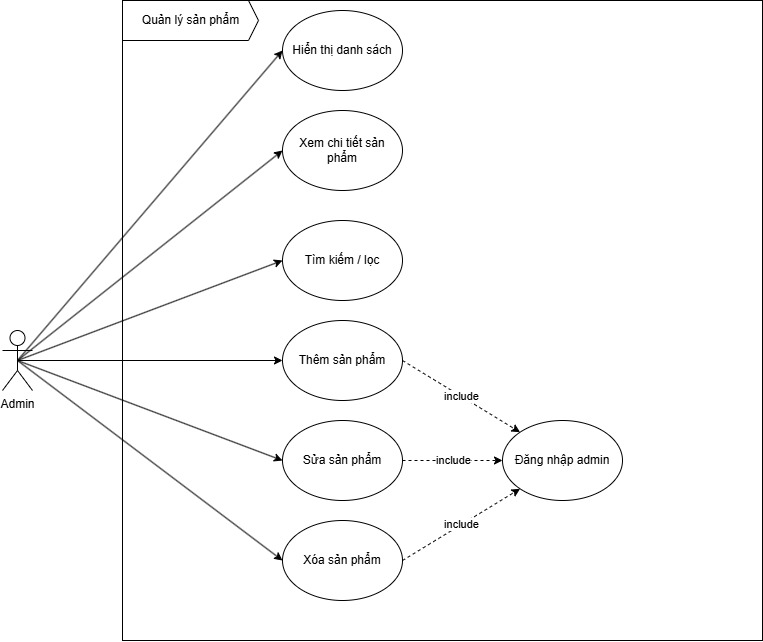 Quản lý sản phẩm
Hiển thị danh sách
Xem chi tiết sản
phẩm
Tìm kiếm / lọc
Thêm sản phẩm
include
Admin
Sửa sản phẩm
include
Đăng nhập admin
include
Xóa sản phẩm